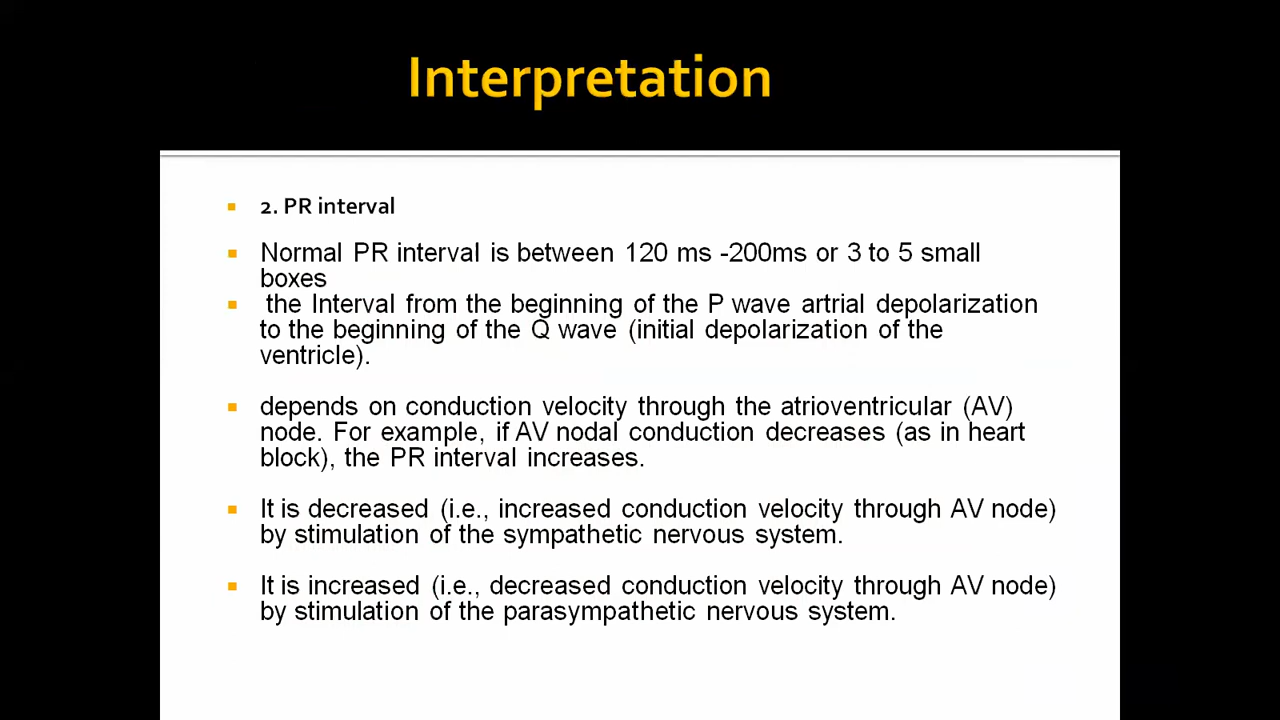 Interpretation
2. PR interval
Normal PR interval is between 120 ms -200ms or 3 to 5 small
boxes
the Interval from the beginning of the P wave artrial depolarization
to the beginning of the Q wave (initial depolarization of the
ventricle).
depends on conduction velocity through the atrioventricular (AV)
node. For example, if AV nodal conduction decreases (as in heart
block), the PR interval increases.
It is decreased (i.e., increased conduction velocity through AV node)
by stimulation of the sympathetic nervous system.
It is increased (i.e., decreased conduction velocity through AV node)
by stimulation of the parasympathetic nervous system.